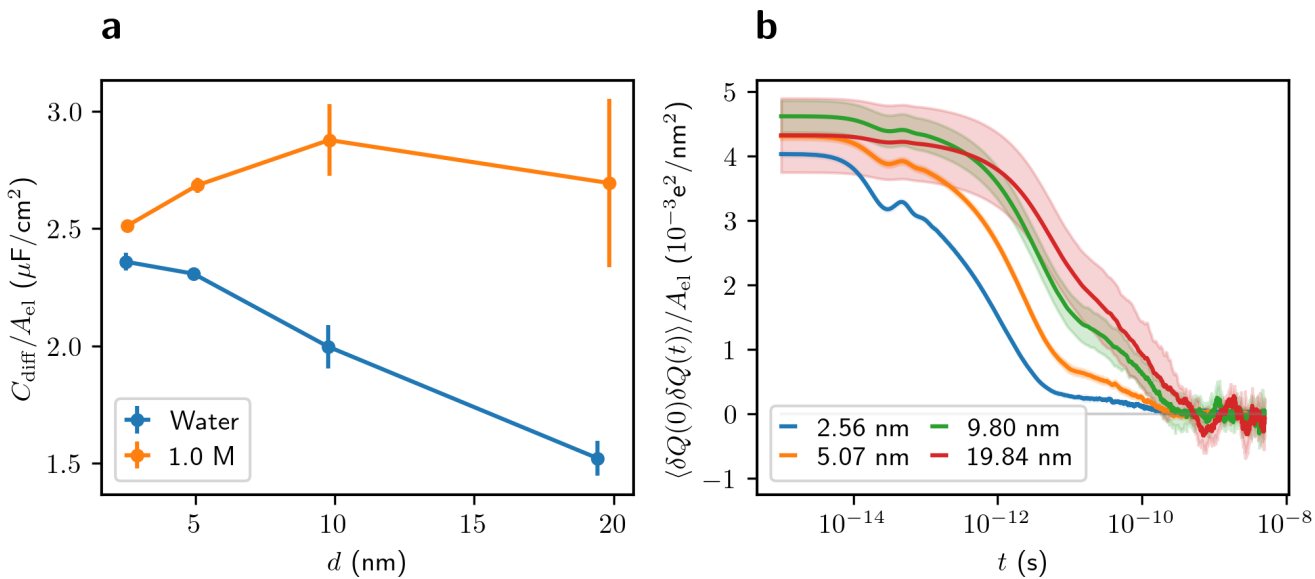 a
3.0
2.5
2.0
1.5
C_diff/A_el (μF/cm²)
Water
1.0 M
5
10
15
20
d (nm)
b
5
4
3
2
1
0
−1
⟨δQ(0)δQ(t)⟩/A_el (10⁻³e²/nm²)
2.56 nm
5.07 nm
9.80 nm
19.84 nm
10⁻¹⁴
10⁻¹²
10⁻¹⁰
10⁻⁸
t (s)